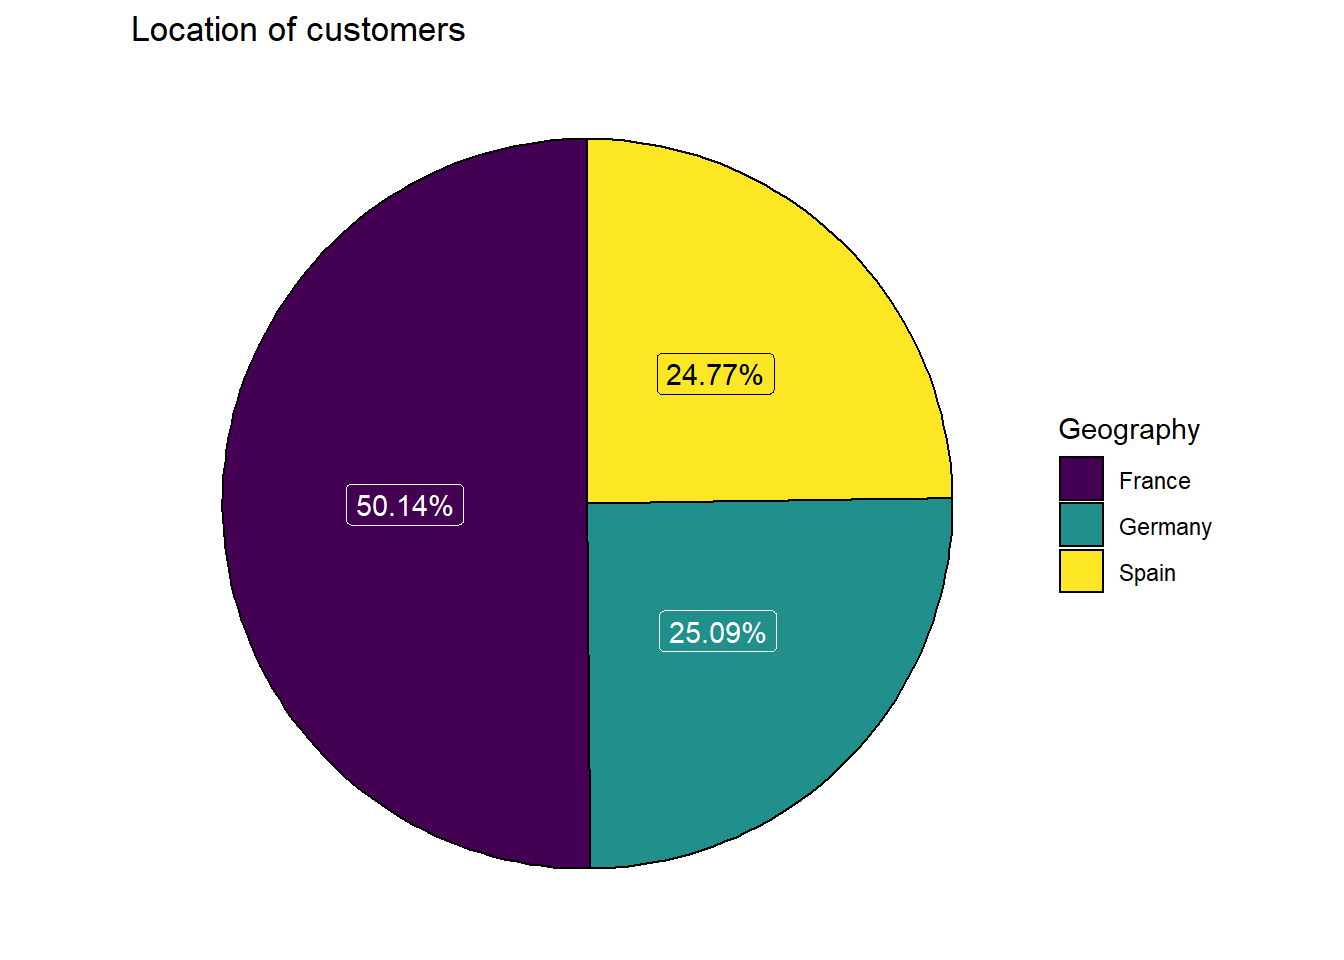 Location of customers
24.77%
50.14%
25.09%
Geography
France
Germany
Spain